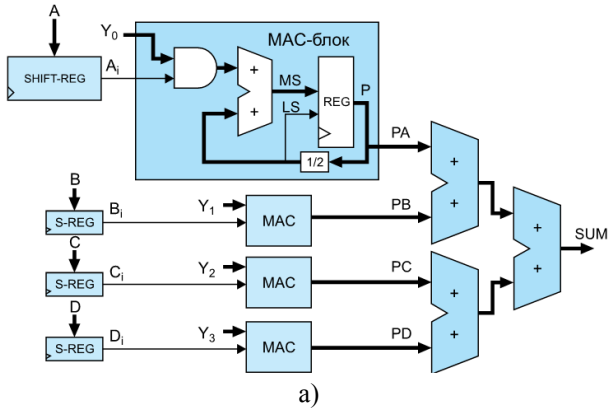 A
Y0
МАС-блок
SHIFT-REG
Ai
+
+
MS
LS
REG
P
1/2
PA
B
S-REG
Bi
Y1
MAC
PB
+
+
C
S-REG
Ci
Y2
MAC
PC
+
+
SUM
D
S-REG
Di
Y3
MAC
PD
+
+
а)